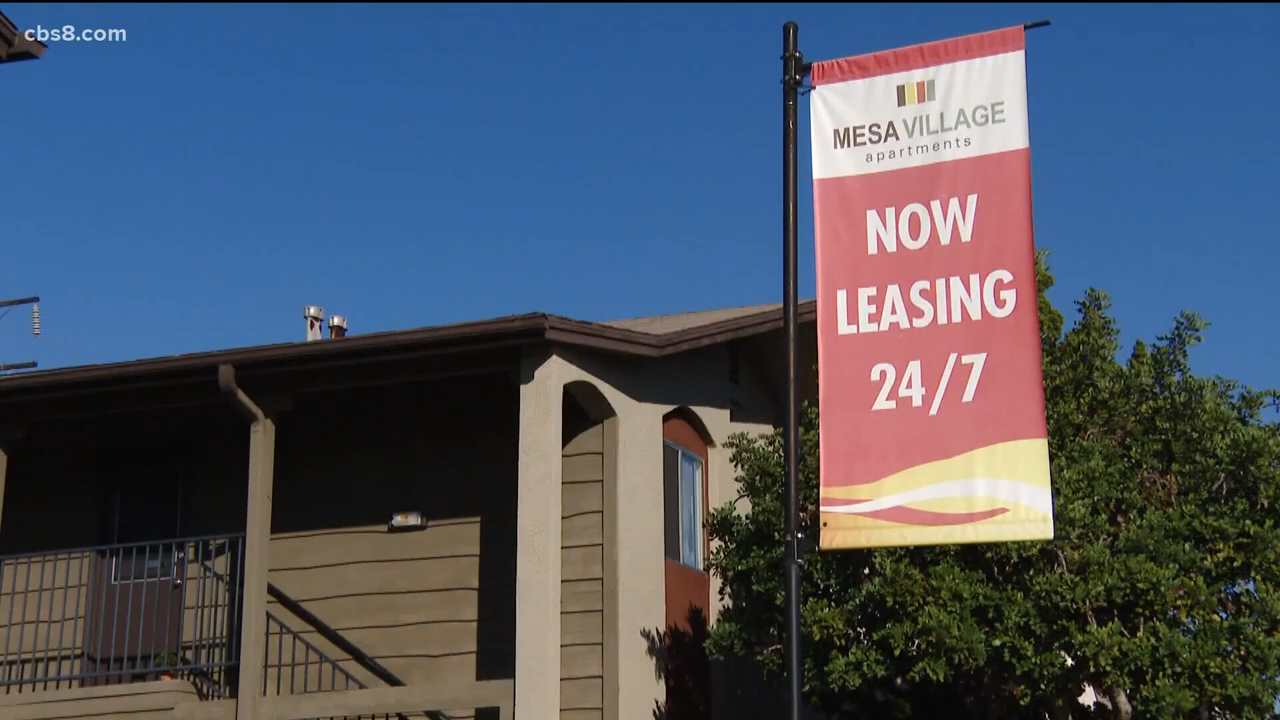 cbs8.com
MESA VILLAGE
apartments
NOW
LEASING
24/7